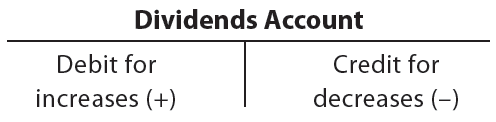 Dividends Account
Debit for
increases (+)
Credit for
decreases (–)